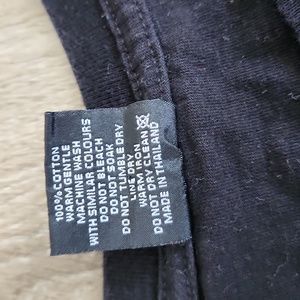 100% COTTON
WARM GENTLE
MACHINE WASH
WITH SIMILAR COLOURS
DO NOT BLEACH
DO NOT SOAK
DO NOT TUMBLE DRY
LINE DRY
WARM IRON
DO NOT DRY CLEAN
MADE IN THAILAND